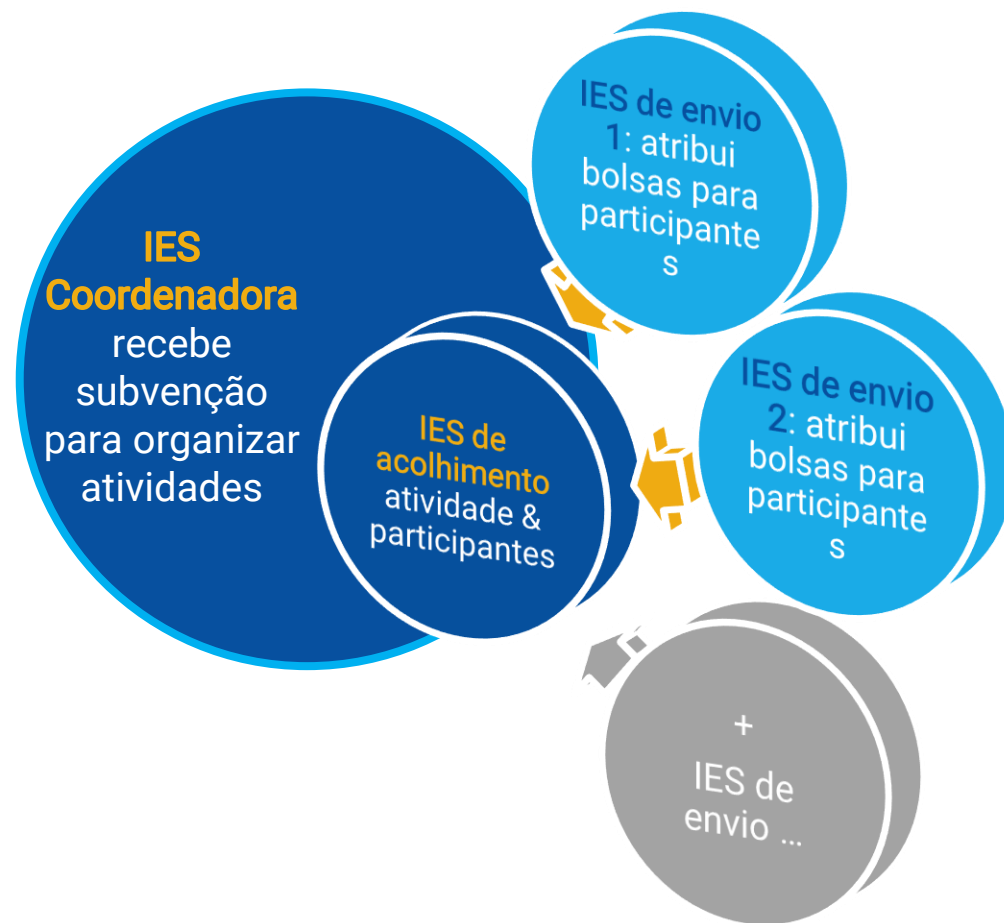 IES
Coordenadora
recebe
subvenção
para organizar
atividades
IES de
acolhimento
atividade &
participantes
IES de envio
1: atribui
bolsas para
participante
s
IES de envio
2: atribui
bolsas para
participante
s
+
IES de
envio ...